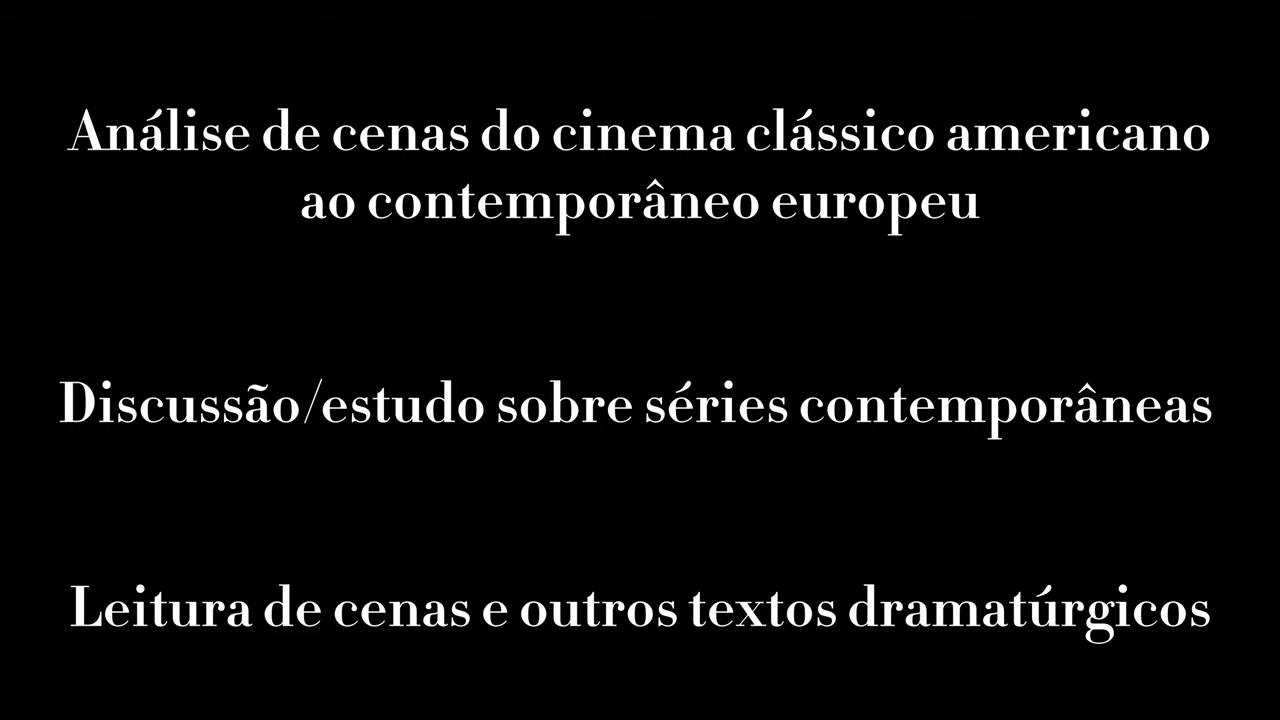 Análise de cenas do cinema clássico americano
ao contemporâneo europeu
Discussão/estudo sobre séries contemporâneas
Leitura de cenas e outros textos dramatúrgicos